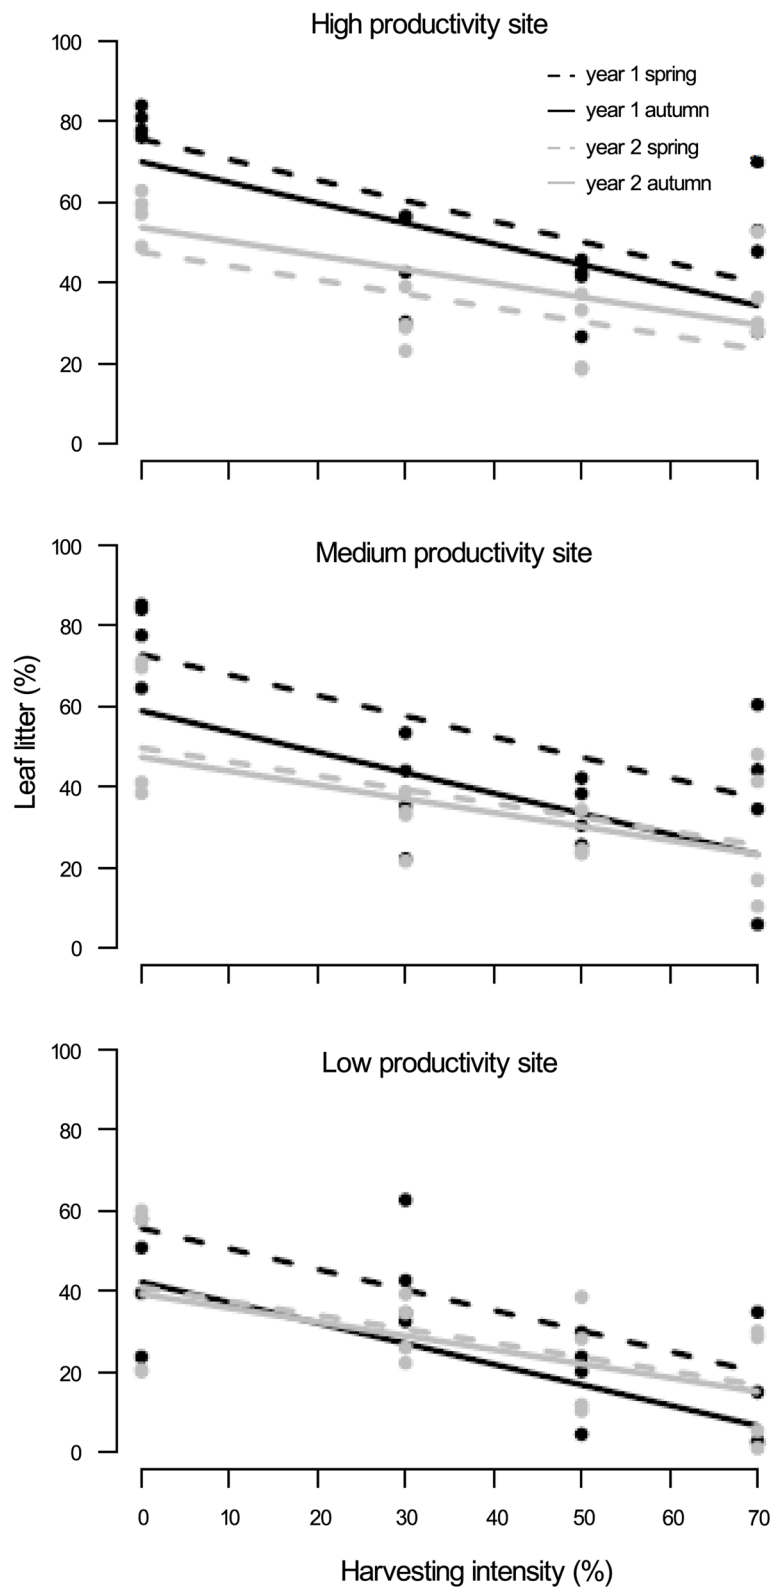 High productivity site
100
80
60
40
20
0
year 1 spring
year 1 autumn
year 2 spring
year 2 autumn
Medium productivity site
100
80
60
40
20
0
Leaf litter (%)
Low productivity site
100
80
60
40
20
0
0 10 20 30 40 50 60 70
Harvesting intensity (%)